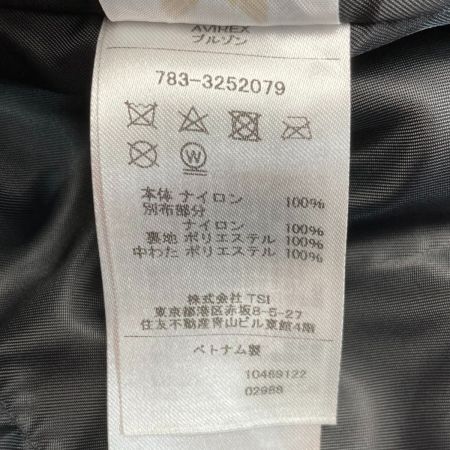 AVIREX
ブルゾン
783-3252079
W
本体 ナイロン 100%
別布部分
ナイロン 100%
裏地 ポリエステル 100%
中わた ポリエステル 100%
株式会社 TSI
東京都港区赤坂8-5-27
住友不動産青山ビル東館4階
ベトナム製
10469122
02988